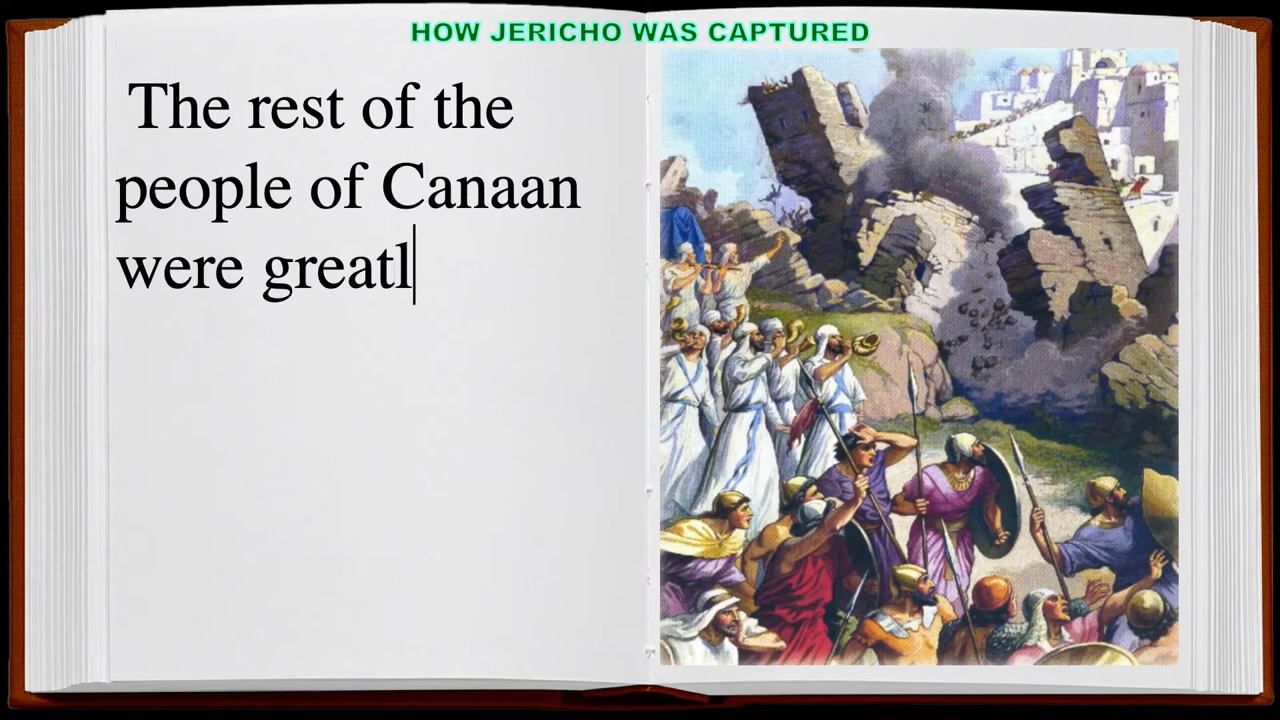 HOW JERICHO WAS CAPTURED
The rest of the
people of Canaan
were greatl